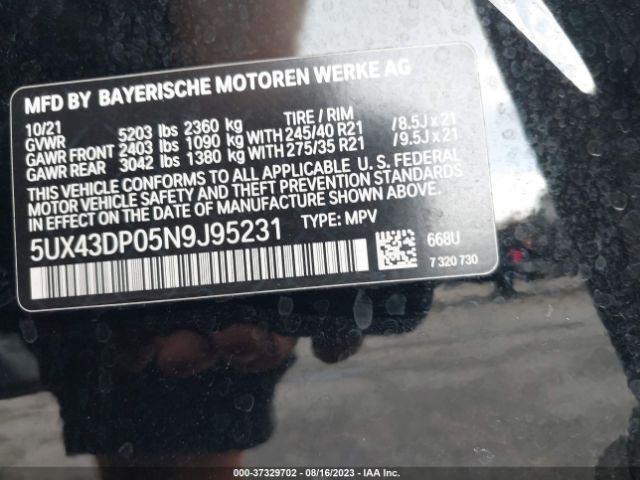 MFD BY BAYERISCHE MOTOREN WERKE AG
10/21 TIRE / RIM
GVWR 5203 lbs 2360 kg
GAWR FRONT 2403 lbs 1090 kg WITH 245/40 R21 /8.5J x 21
GAWR REAR 3042 lbs 1380 kg WITH 275/35 R21 /9.5J x 21
THIS VEHICLE CONFORMS TO ALL APPLICABLE U. S. FEDERAL
MOTOR VEHICLE SAFETY AND THEFT PREVENTION STANDARDS
IN EFFECT ON THE DATE OF MANUFACTURE SHOWN ABOVE.
5UX43DP05N9J95231 TYPE: MPV
668U
7 320 730
000-37329702 - 08/16/2023 - IAA Inc.